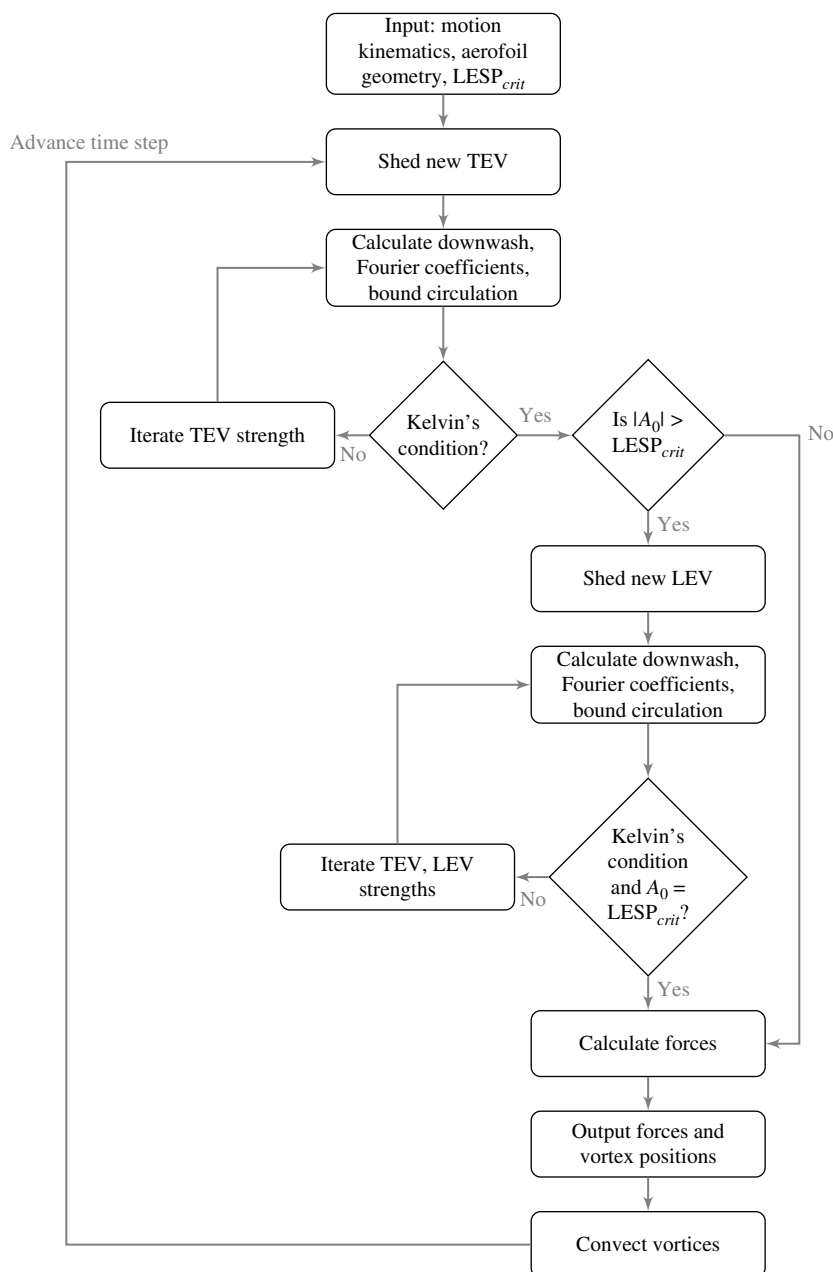 Input: motion
kinematics, aerofoil
geometry, LESP_crit
Advance time step
Shed new TEV
Calculate downwash,
Fourier coefficients,
bound circulation
Iterate TEV strength
No
Kelvin's
condition?
Yes
Is |A_0| >
LESP_crit
No
Yes
Shed new LEV
Calculate downwash,
Fourier coefficients,
bound circulation
Iterate TEV, LEV
strengths
No
Kelvin's
condition
and A_0 =
LESP_crit?
Yes
Calculate forces
Output forces and
vortex positions
Convect vortices